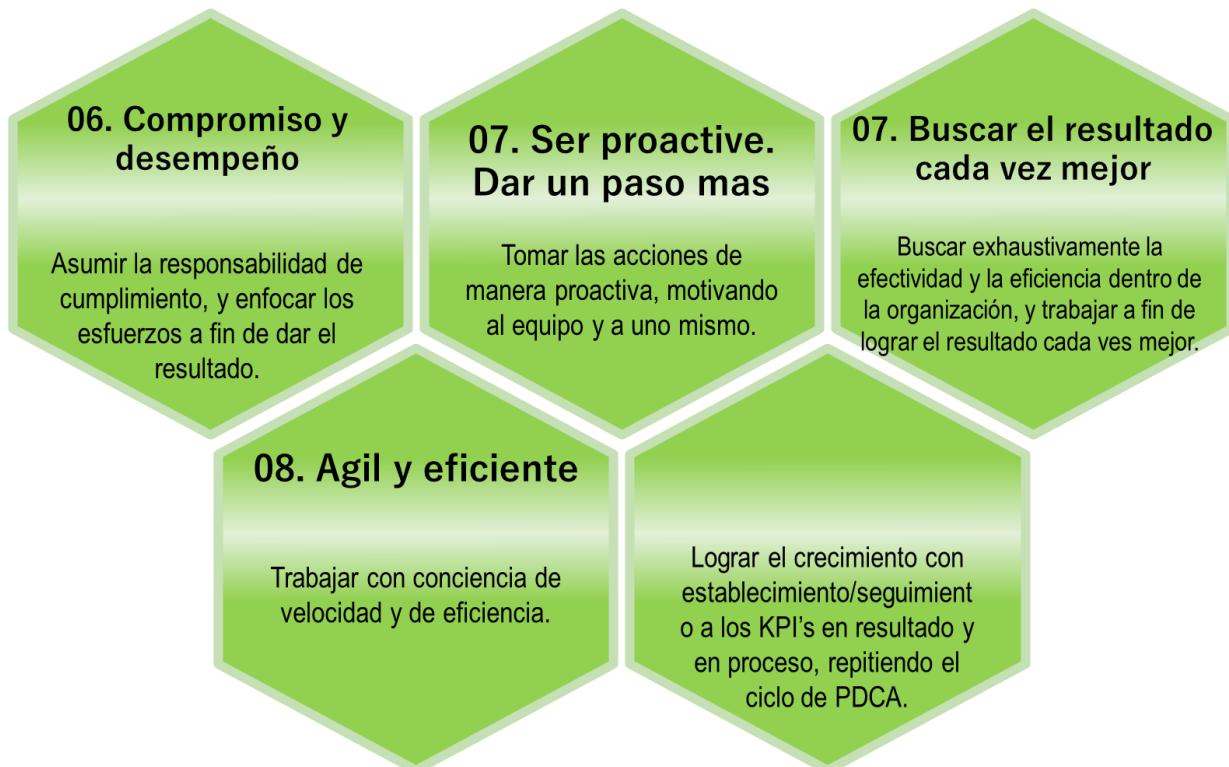 06. Compromiso y
desempeño
Asumir la responsabilidad de
cumplimiento, y enfocar los
esfuerzos a fin de dar el
resultado.
07. Ser proactive.
Dar un paso mas
Tomar las acciones de
manera proactiva, motivando
al equipo y a uno mismo.
07. Buscar el resultado
cada vez mejor
Buscar exhaustivamente la
efectividad y la eficiencia dentro de
la organización, y trabajar a fin de
lograr el resultado cada ves mejor.
08. Agil y eficiente
Trabajar con conciencia de
velocidad y de eficiencia.
Lograr el crecimiento con
establecimiento/seguimient
o a los KPI’s en resultado y
en proceso, repitiendo el
ciclo de PDCA.